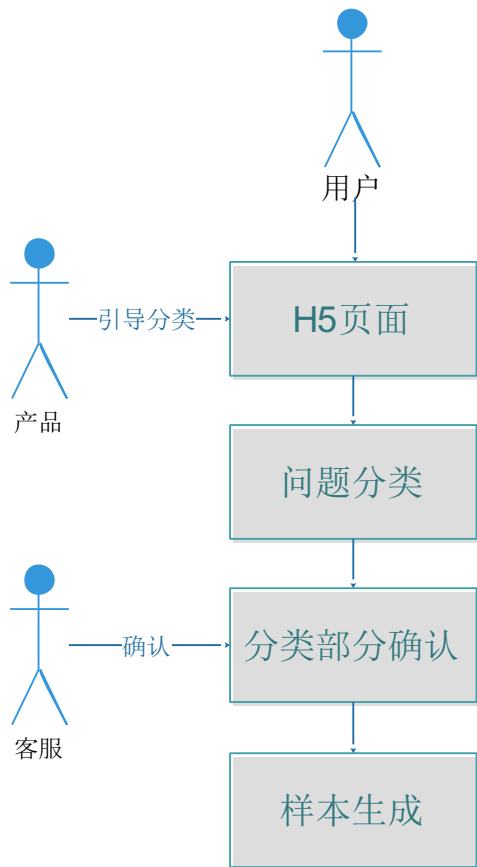 用户
引导分类
H5页面
产品
问题分类
确认
分类部分确认
客服
样本生成